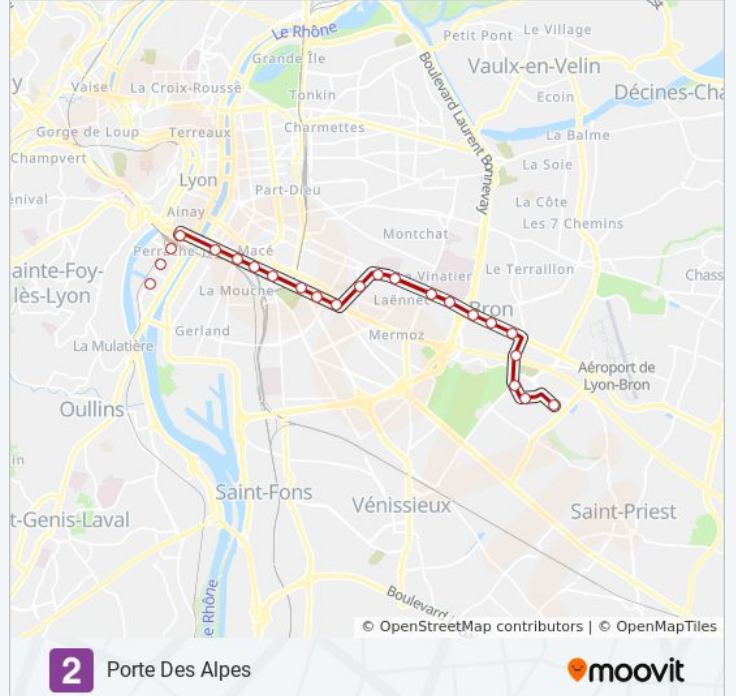 Le Rhône
Petit Pont
Le Village
Grande Île
Vaulx-en-Velin
y
Vaise
La Croix-Rousse
Tonkin
Boulevard Laurent Bonnevay
Ecoin
Décines-Cha
Gorge de Loup
Terreaux
Charmettes
La Balme
Champvert
La Soie
Lyon
Part-Dieu
énival
La Côte
Ainay
Les 7 Chemins
Montchat
Macé
ainte-Foy-
lès-Lyon
Le Terraillon
Chass
Vinatier
La Mouche
Laënnec
Bron
Gerland
Mermoz
La Mulatière
Aéroport de
Lyon-Bron
Oullins
in
Saint-Fons
Vénissieux
Saint-Priest
t-Genis-Laval
e Rhône
Boulevard
© OpenStreetMap contributors | © OpenMapTiles
2 Porte Des Alpes
moovit